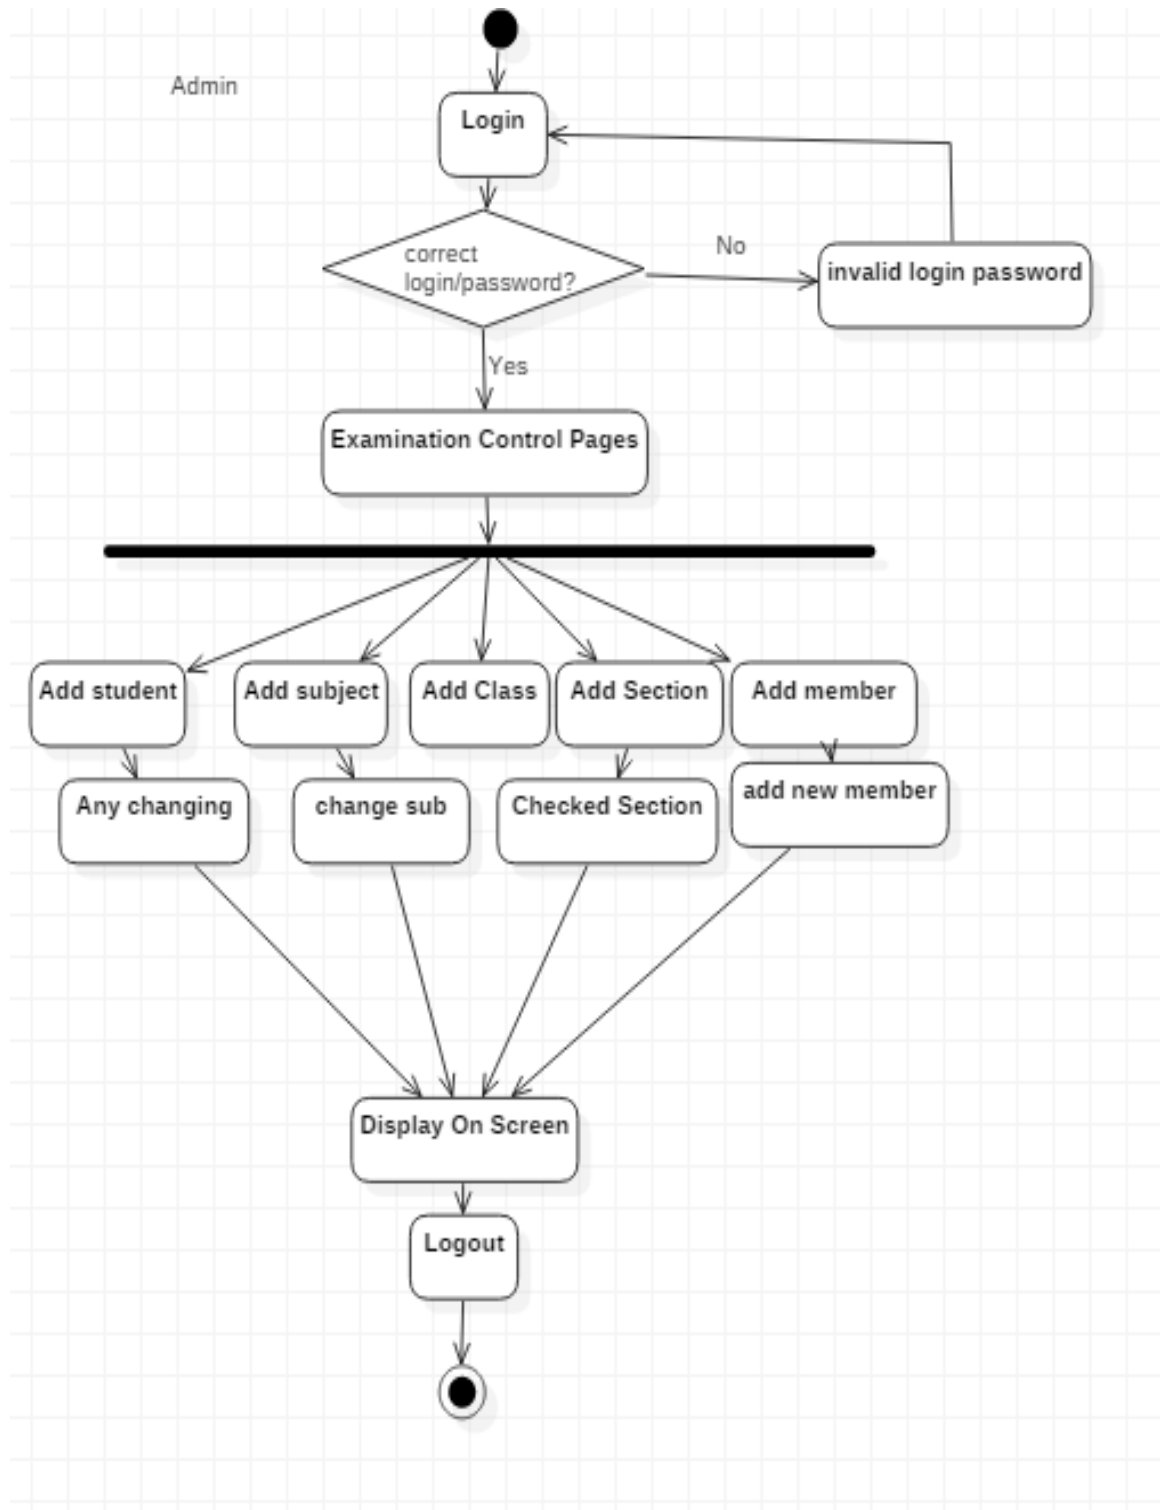 Admin
Login
correct
login/password?
No
invalid login password
Yes
Examination Control Pages
Add student
Add subject
Add Class
Add Section
Add member
Any changing
change sub
Checked Section
add new member
Display On Screen
Logout